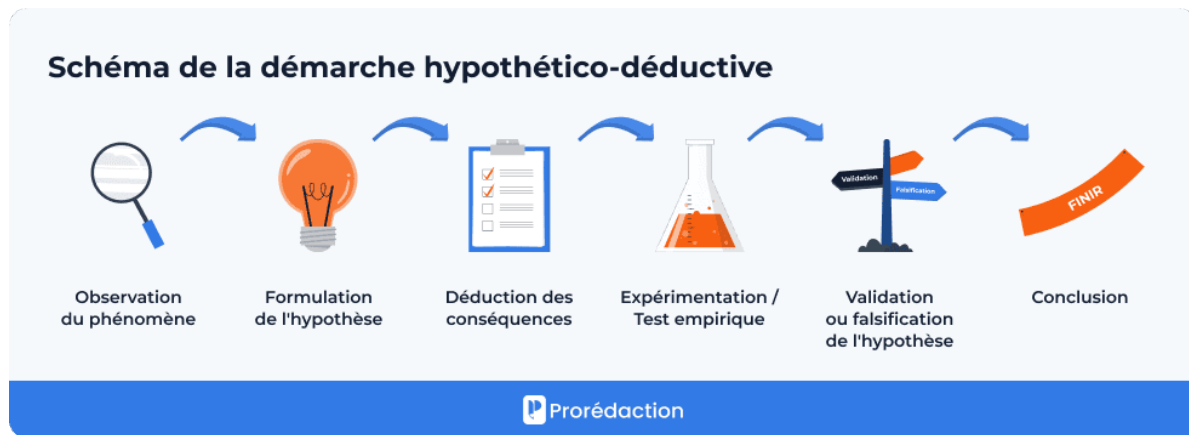 Schéma de la démarche hypothético-déductive
Validation
Falsification
FINIR
Observation
du phénomène
Formulation
de l'hypothèse
Déduction des
conséquences
Expérimentation /
Test empirique
Validation
ou falsification
de l'hypothèse
Conclusion
Prorédaction